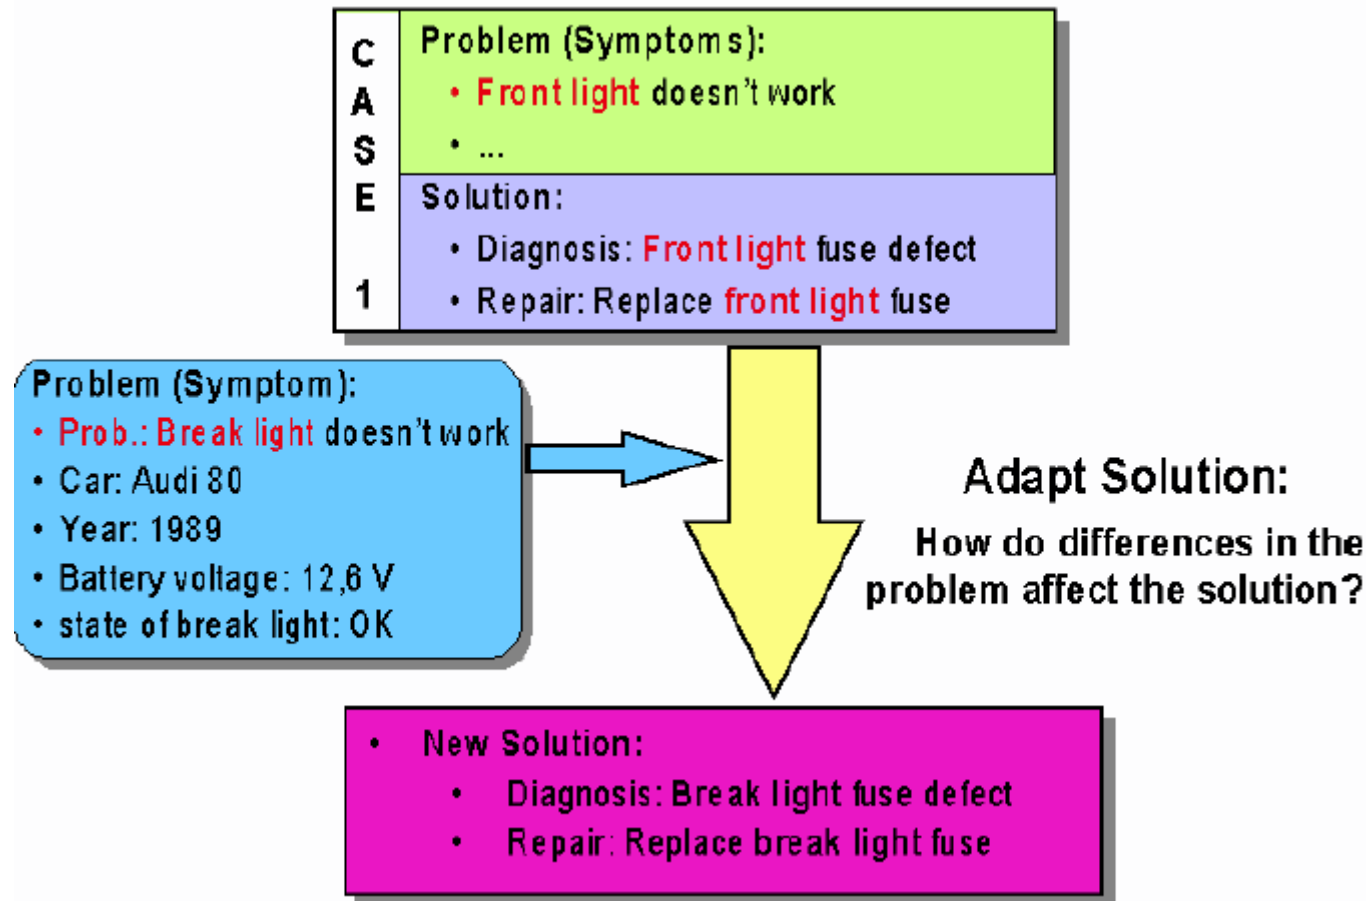 CASE 1
Problem (Symptoms):
• Front light doesn't work
• ...
Solution:
• Diagnosis: Front light fuse defect
• Repair: Replace front light fuse
Problem (Symptom):
• Prob.: Break light doesn't work
• Car: Audi 80
• Year: 1989
• Battery voltage: 12,6 V
• state of break light: OK
Adapt Solution:
How do differences in the
problem affect the solution?
• New Solution:
• Diagnosis: Break light fuse defect
• Repair: Replace break light fuse